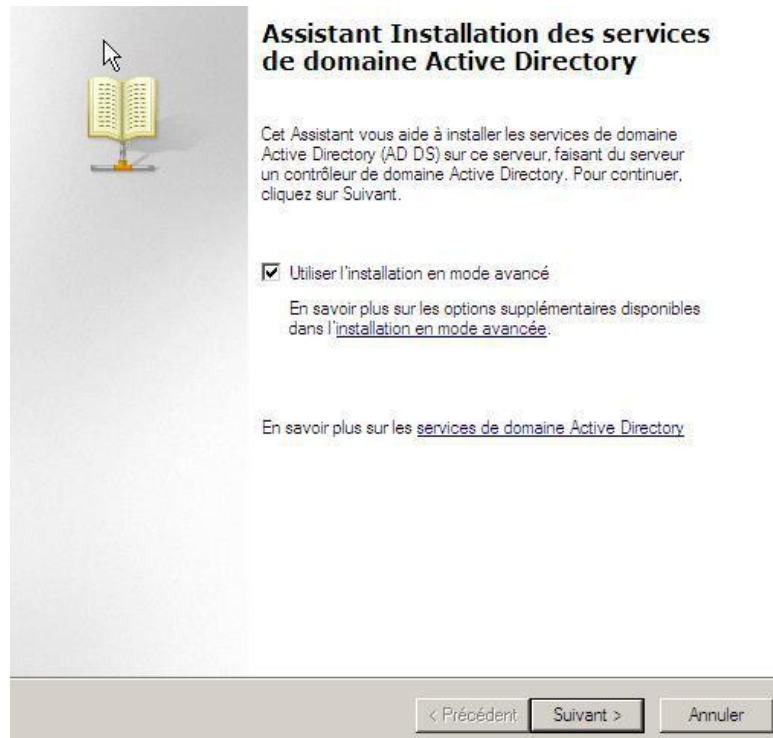 Assistant Installation des services
de domaine Active Directory
Cet Assistant vous aide à installer les services de domaine
Active Directory (AD DS) sur ce serveur, faisant du serveur
un contrôleur de domaine Active Directory. Pour continuer,
cliquez sur Suivant.
Utiliser l'installation en mode avancé
En savoir plus sur les options supplémentaires disponibles
dans l'installation en mode avancée.
En savoir plus sur les services de domaine Active Directory
< Précédent
Suivant >
Annuler